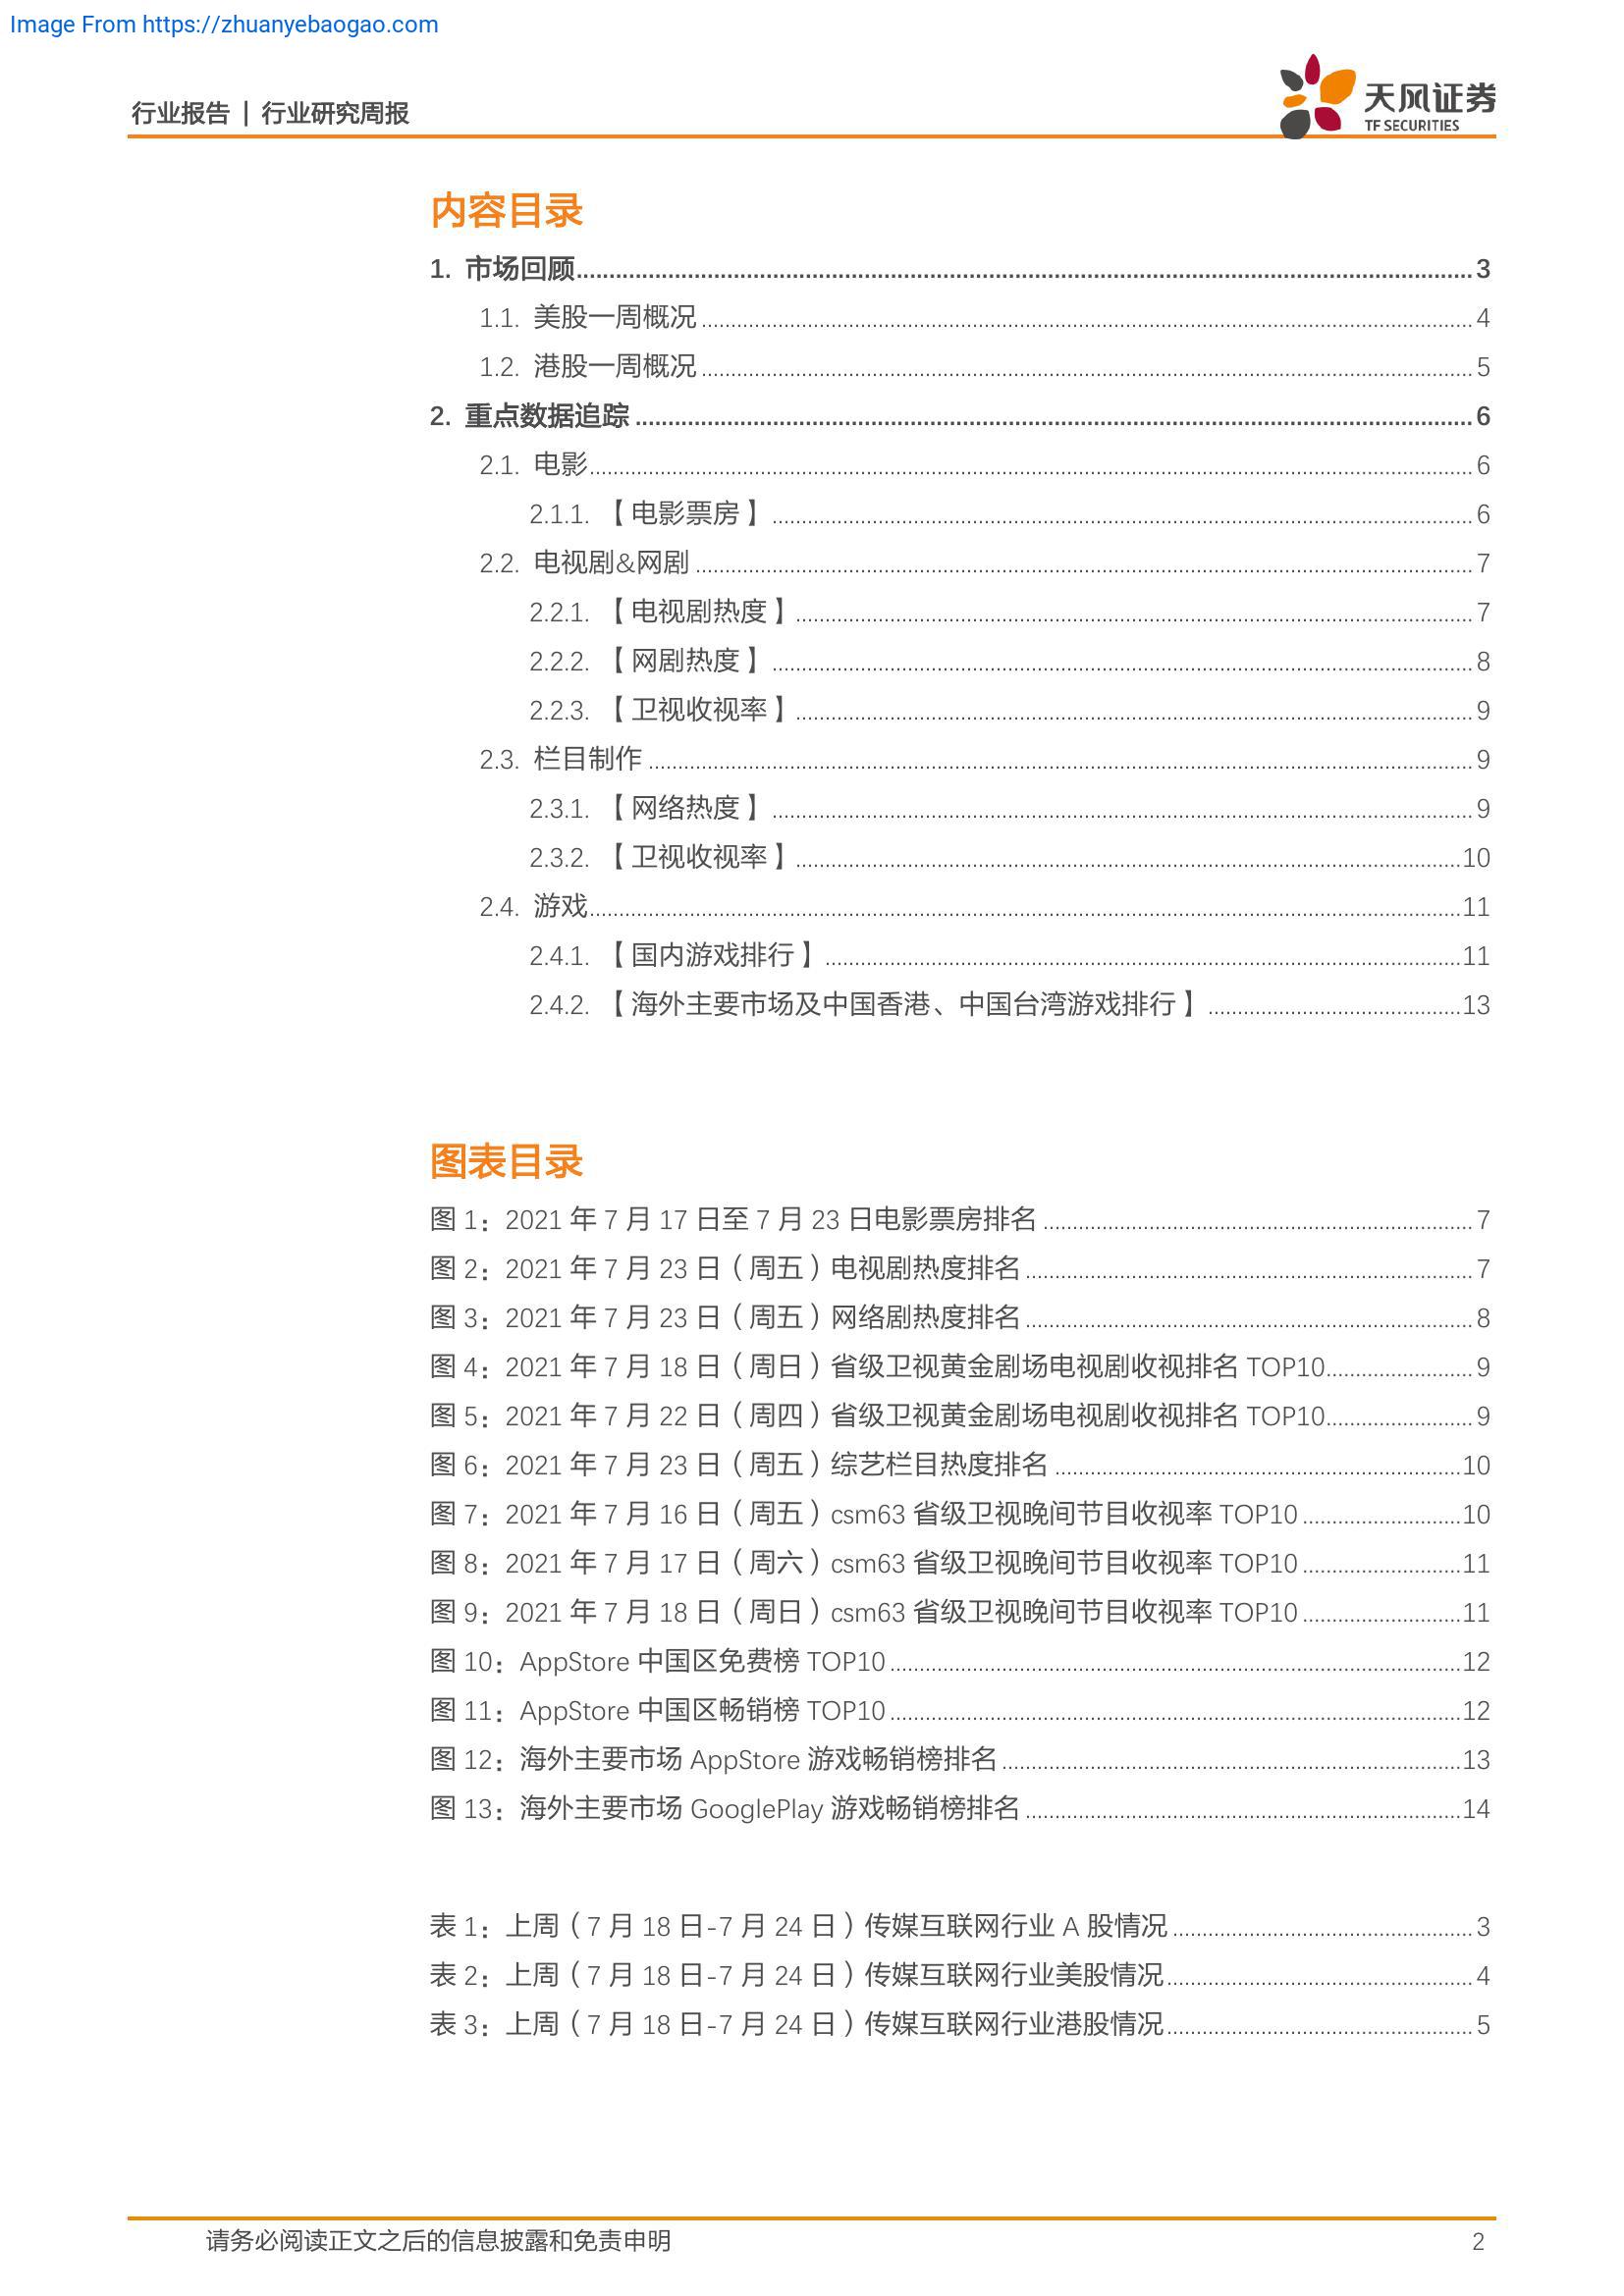 Image From https://zhuanyebaogao.com
行业报告 | 行业研究周报
天风证券
TF SECURITIES
内容目录
1. 市场回顾 3
1.1. 美股一周概况 4
1.2. 港股一周概况 5
2. 重点数据追踪 6
2.1. 电影 6
2.1.1. 【电影票房】 6
2.2. 电视剧&网剧 7
2.2.1. 【电视剧热度】 7
2.2.2. 【网剧热度】 8
2.2.3. 【卫视收视率】 9
2.3. 栏目制作 9
2.3.1. 【网络热度】 9
2.3.2. 【卫视收视率】 10
2.4. 游戏 11
2.4.1. 【国内游戏排行】 11
2.4.2. 【海外主要市场及中国香港、中国台湾游戏排行】 13
图表目录
图 1：2021 年 7 月 17 日至 7 月 23 日电影票房排名 7
图 2：2021 年 7 月 23 日（周五）电视剧热度排名 7
图 3：2021 年 7 月 23 日（周五）网络剧热度排名 8
图 4：2021 年 7 月 18 日（周日）省级卫视黄金剧场电视剧收视排名 TOP10 9
图 5：2021 年 7 月 22 日（周四）省级卫视黄金剧场电视剧收视排名 TOP10 9
图 6：2021 年 7 月 23 日（周五）综艺栏目热度排名 10
图 7：2021 年 7 月 16 日（周五）csm63 省级卫视晚间节目收视率 TOP10 10
图 8：2021 年 7 月 17 日（周六）csm63 省级卫视晚间节目收视率 TOP10 11
图 9：2021 年 7 月 18 日（周日）csm63 省级卫视晚间节目收视率 TOP10 11
图 10：AppStore 中国区免费榜 TOP10 12
图 11：AppStore 中国区畅销榜 TOP10 12
图 12：海外主要市场 AppStore 游戏畅销榜排名 13
图 13：海外主要市场 GooglePlay 游戏畅销榜排名 14
表 1：上周（7 月 18 日-7 月 24 日）传媒互联网行业 A 股情况 3
表 2：上周（7 月 18 日-7 月 24 日）传媒互联网行业美股情况 4
表 3：上周（7 月 18 日-7 月 24 日）传媒互联网行业港股情况 5
请务必阅读正文之后的信息披露和免责申明 2